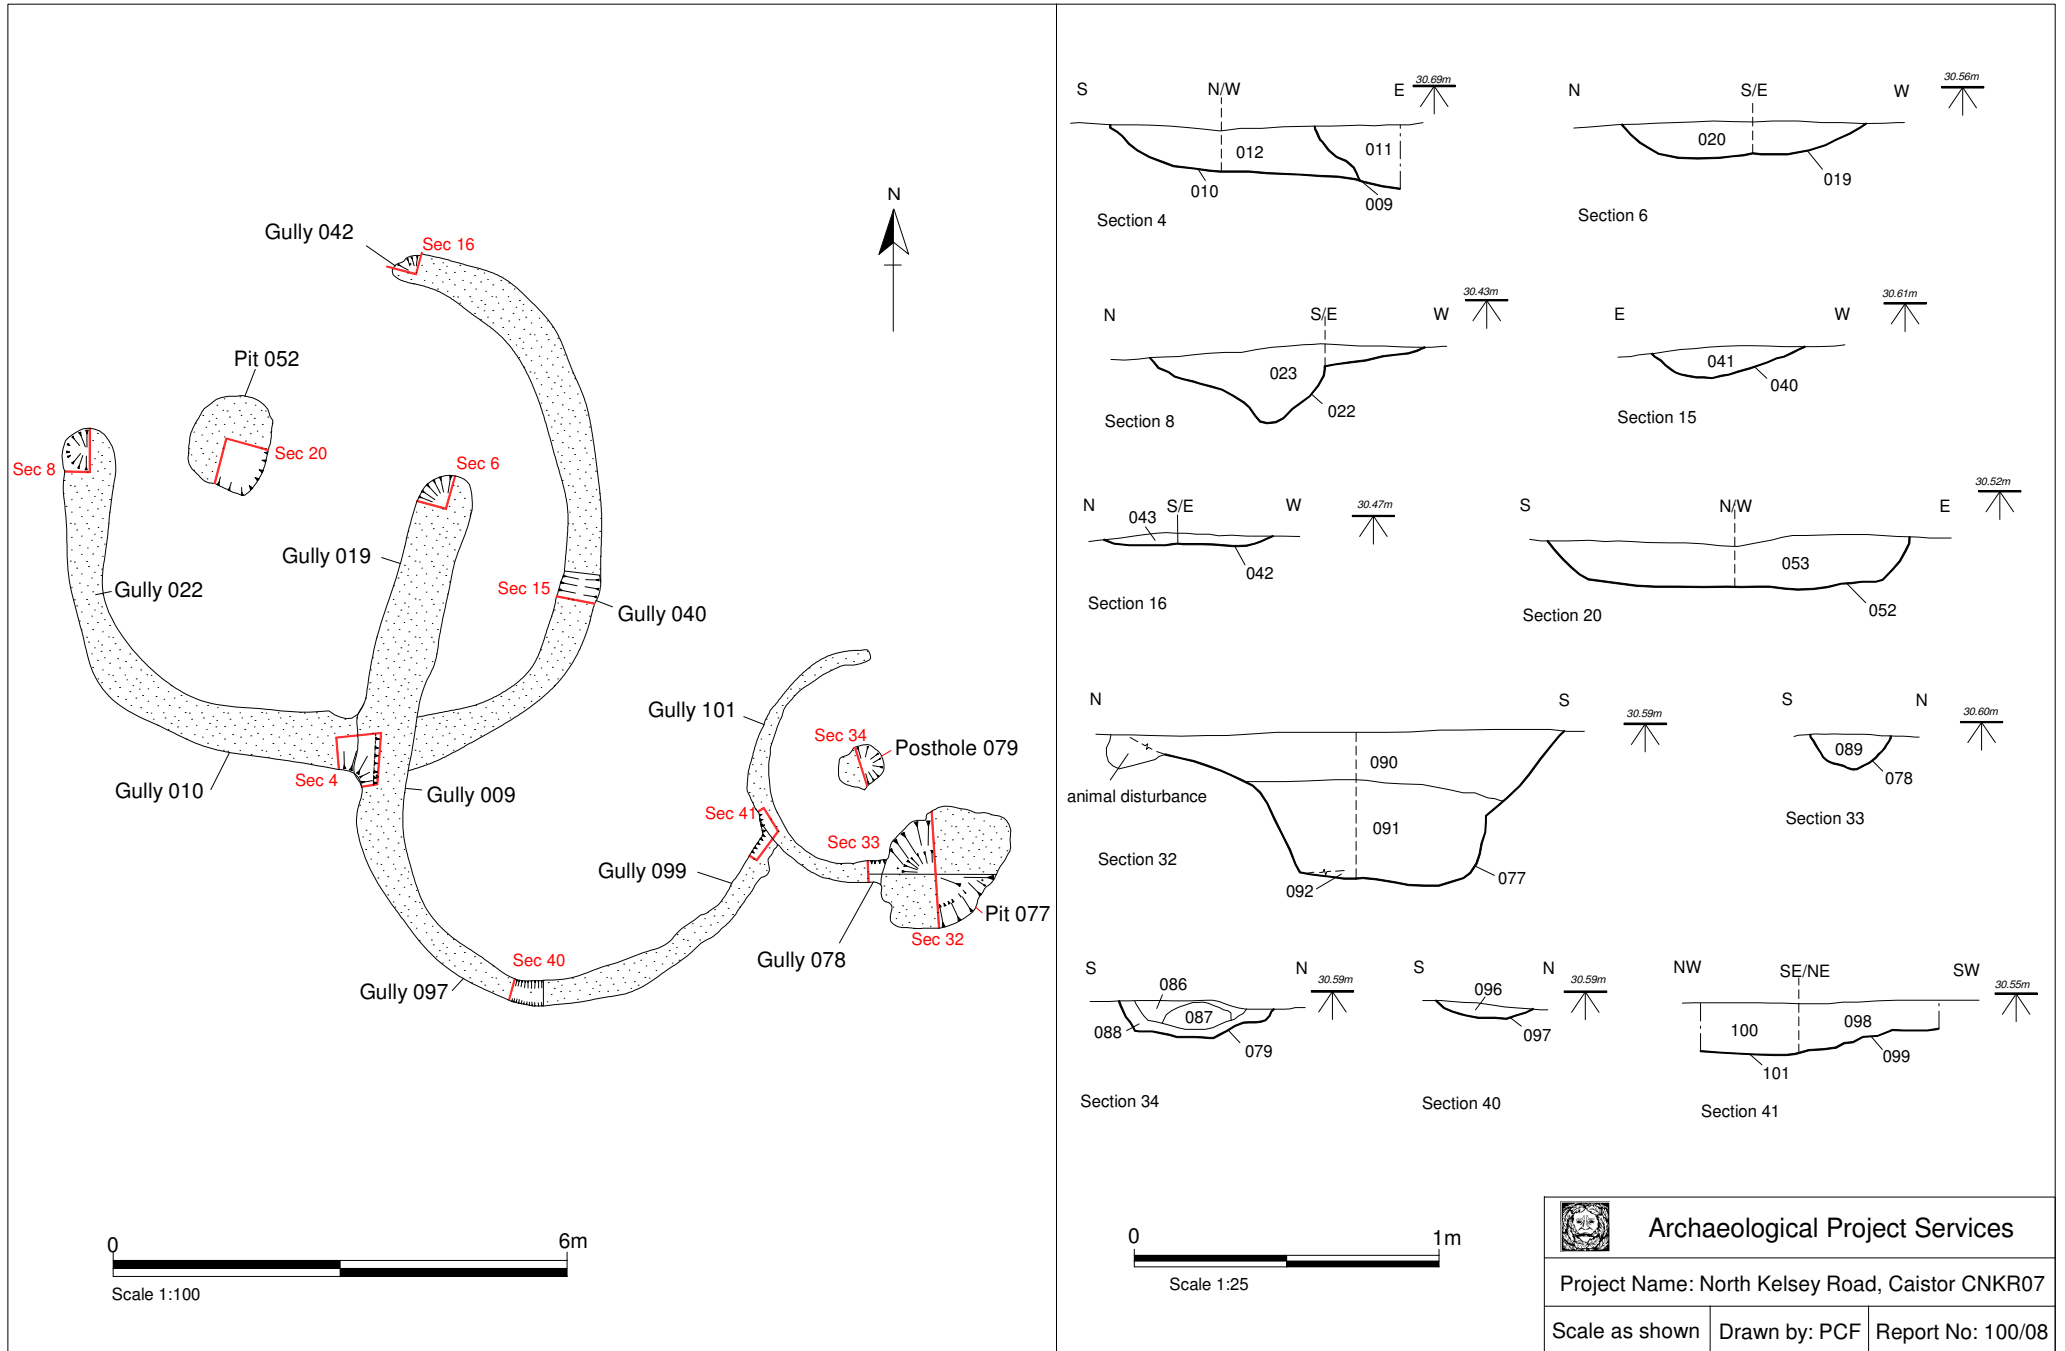 N
Gully 042
Sec 16
Pit 052
Sec 8
Sec 20
Sec 6
Gully 019
Gully 022
Sec 15
Gully 040
Gully 101
Sec 34
Posthole 079
Sec 4
Gully 010
Gully 009
Sec 41
Sec 33
Gully 099
Pit 077
Sec 32
Gully 078
Sec 40
Gully 097
0 6m
Scale 1:100
S N/W E 30.69m
012 011
010 009
Section 4
N S/E W 30.56m
020
019
Section 6
N S/E W 30.43m
023
022
Section 8
E W 30.61m
041
040
Section 15
N S/E W 30.47m
043
042
Section 16
S N/W E 30.52m
053
052
Section 20
N S 30.59m
090
animal disturbance
091
092 077
Section 32
S N 30.60m
089
078
Section 33
S N 30.59m
086
087
088 079
Section 34
S N 30.59m
096
097
Section 40
NW SE/NE SW 30.55m
100 098
099
101
Section 41
0 1m
Scale 1:25
Archaeological Project Services
Project Name: North Kelsey Road, Caistor CNKR07
Scale as shown Drawn by: PCF Report No: 100/08